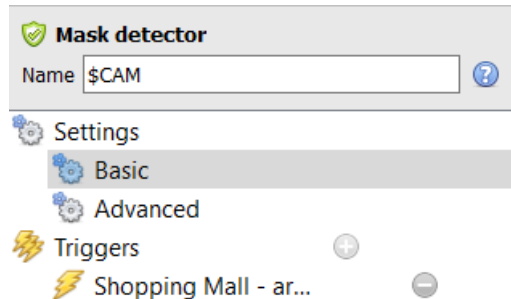 Mask detector
Name $CAM
Settings
Basic
Advanced
Triggers
Shopping Mall - ar...